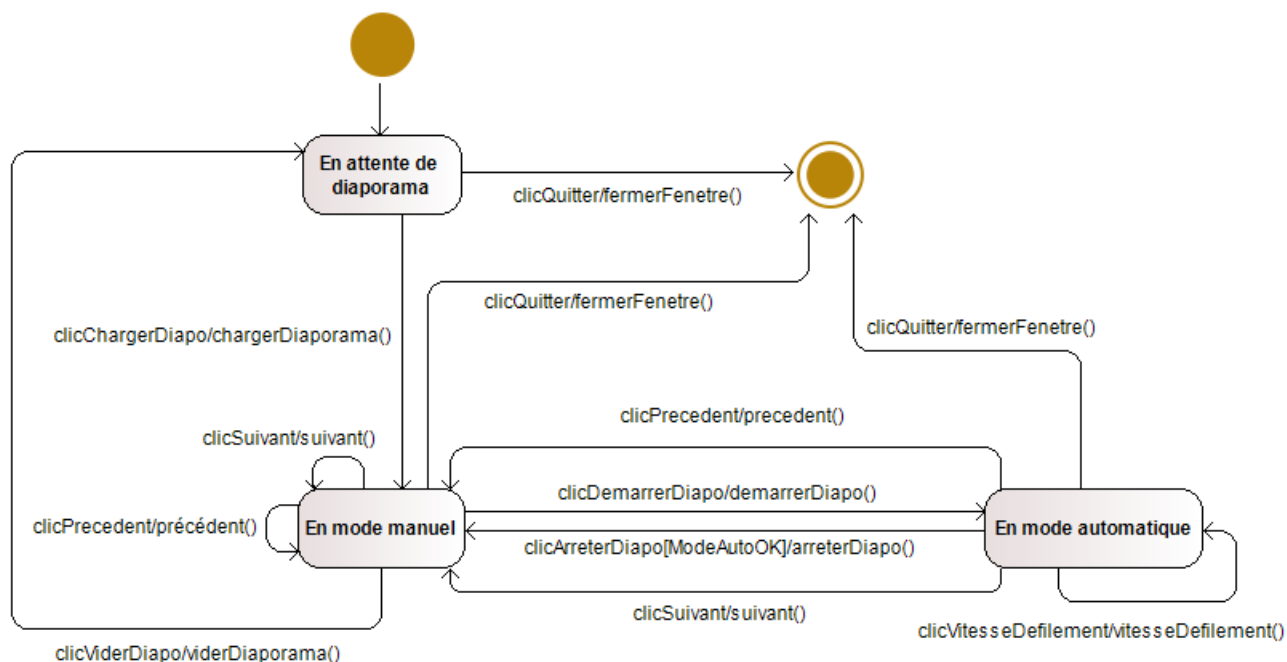 En attente de
diaporama
clicQuitter/fermerFenetre()
clicQuitter/fermerFenetre()
clicQuitter/fermerFenetre()
clicChargerDiapo/chargerDiaporama()
clicPrecedent/precedent()
clicSuivant/suivant()
clicDemarrerDiapo/demarrerDiapo()
clicPrecedent/précédent()
En mode manuel
En mode automatique
clicArreterDiapo[ModeAutoOK]/arreterDiapo()
clicSuivant/suivant()
clicVitesseDefilement/vitesseDefilement()
clicViderDiapo/viderDiaporama()